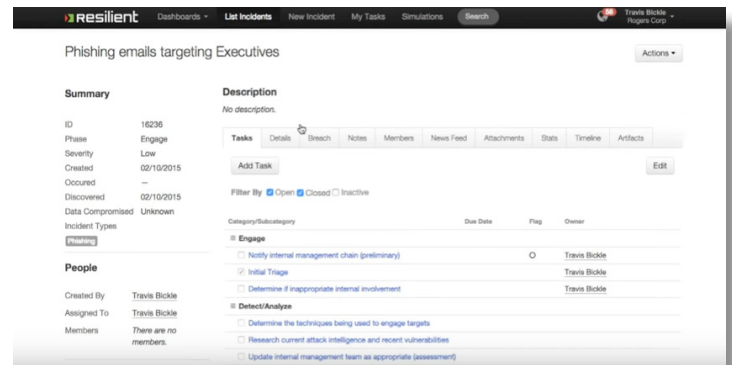 resilient Dashboards List Incidents New Incident My Tasks Simulations Search 56 Travis Bickle
Rogers Corp
Phishing emails targeting Executives
Actions
Summary
ID 16236
Phase Engage
Severity Low
Created 02/10/2015
Occured —
Discovered 02/10/2015
Data Compromised Unknown
Incident Types
Phishing
People
Created By Travis Bickle
Assigned To Travis Bickle
Members There are no
members.
Description
No description.
Tasks Details Breach Notes Members News Feed Attachments Stats Timeline Artifacts
Add Task Edit
Filter By Open Closed Inactive
Category/Subcategory Due Date Flag Owner
Engage
Notify internal management chain (preliminary) Travis Bickle
Initial Triage Travis Bickle
Determine if inappropriate internal involvement Travis Bickle
Detect/Analyze
Determine the techniques being used to engage targets
Research current attack intelligence and recent vulnerabilities
Update internal management team as appropriate (assessment)